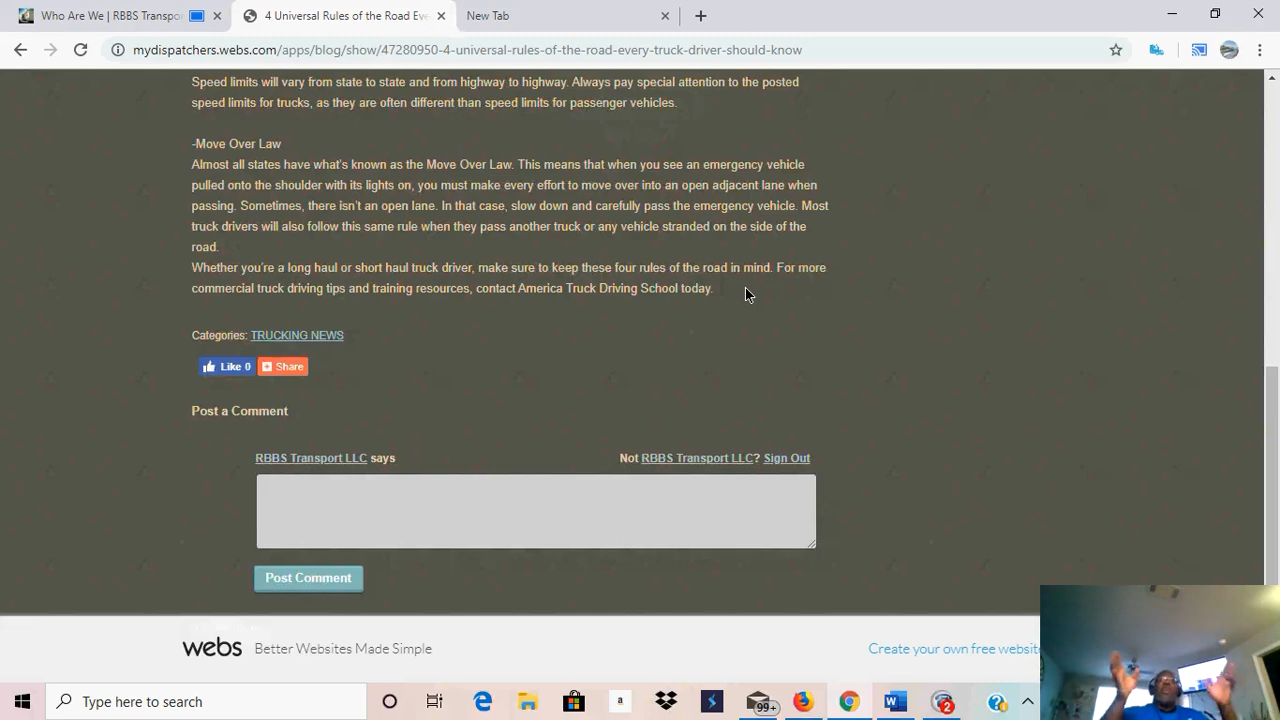 Who Are We | RBBS Transpo
4 Universal Rules of the Road Eve
New Tab
mydispatchers.webs.com/apps/blog/show/47280950-4-universal-rules-of-the-road-every-truck-driver-should-know
Speed limits will vary from state to state and from highway to highway. Always pay special attention to the posted
speed limits for trucks, as they are often different than speed limits for passenger vehicles.
-Move Over Law
Almost all states have what's known as the Move Over Law. This means that when you see an emergency vehicle
pulled onto the shoulder with its lights on, you must make every effort to move over into an open adjacent lane when
passing. Sometimes, there isn't an open lane. In that case, slow down and carefully pass the emergency vehicle. Most
truck drivers will also follow this same rule when they pass another truck or any vehicle stranded on the side of the
road.
Whether you're a long haul or short haul truck driver, make sure to keep these four rules of the road in mind. For more
commercial truck driving tips and training resources, contact America Truck Driving School today.
Categories: TRUCKING NEWS
Like 0 Share
Post a Comment
RBBS Transport LLC says
Not RBBS Transport LLC? Sign Out
Post Comment
webs Better Websites Made Simple
Create your own free website
Type here to search
a
99+
2